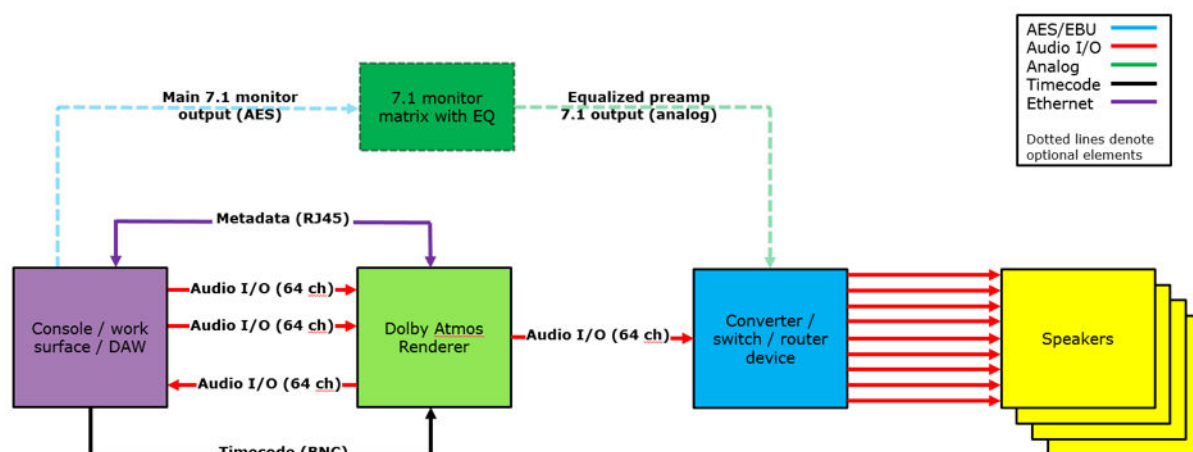 AES/EBU
Audio I/O
Analog
Timecode
Ethernet
Dotted lines denote
optional elements
Main 7.1 monitor
output (AES)
7.1 monitor
matrix with EQ
Equalized preamp
7.1 output (analog)
Metadata (RJ45)
Console / work
surface / DAW
Audio I/O (64 ch)
Audio I/O (64 ch)
Audio I/O (64 ch)
Dolby Atmos
Renderer
Audio I/O (64 ch)
Converter /
switch / router
device
Speakers
Timecode (BNC)